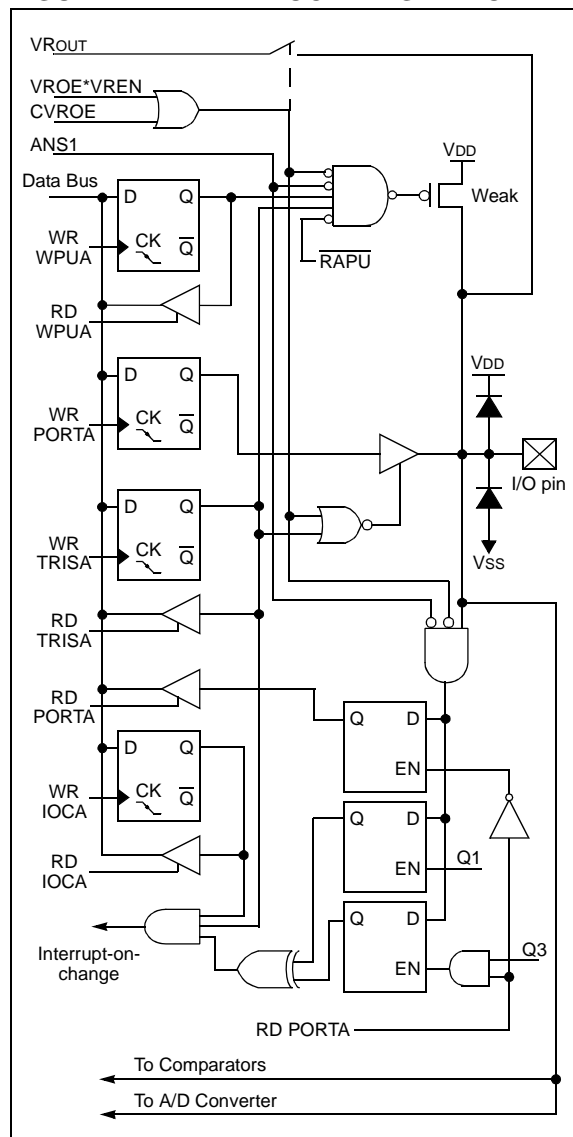 VROUT
VROE*VREN
CVROE
ANS1
VDD
Data Bus
D Q
Weak
WR
WPUA
CK Q
RAPU
RD
WPUA
D Q
VDD
WR
PORTA
CK Q
I/O pin
D Q
WR
TRISA
CK Q
VSS
RD
TRISA
RD
PORTA
Q D
EN
D Q
WR
IOCA
CK Q
Q D
EN
Q1
RD
IOCA
Q D
EN
Q3
Interrupt-on-
change
RD PORTA
To Comparators
To A/D Converter